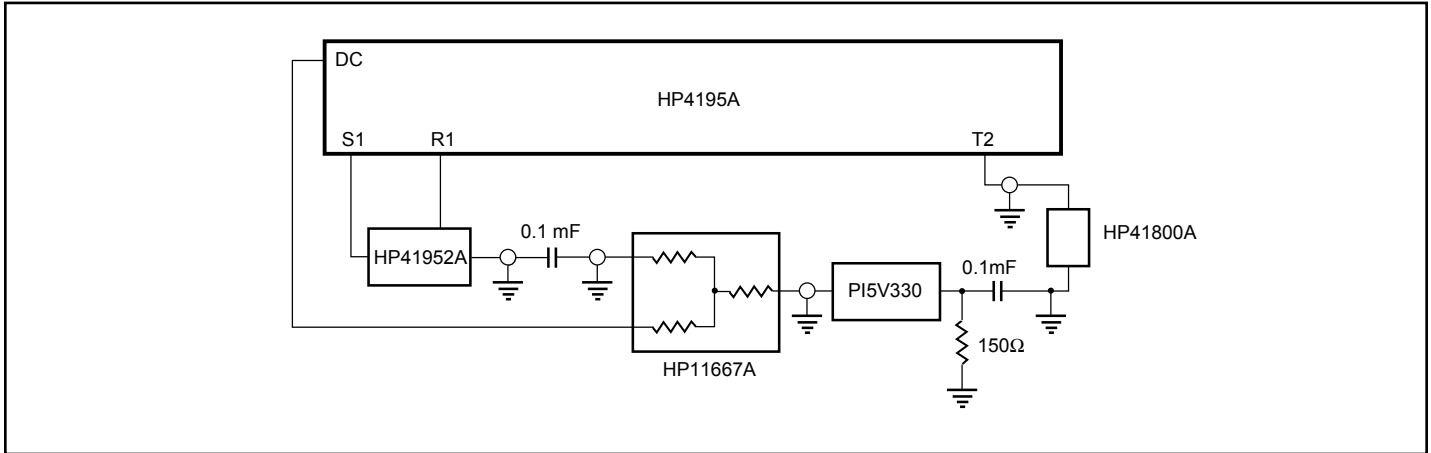 DC
HP4195A
S1 R1 T2
0.1 mF
HP41952A
HP41800A
0.1mF
PI5V330
150Ω
HP11667A